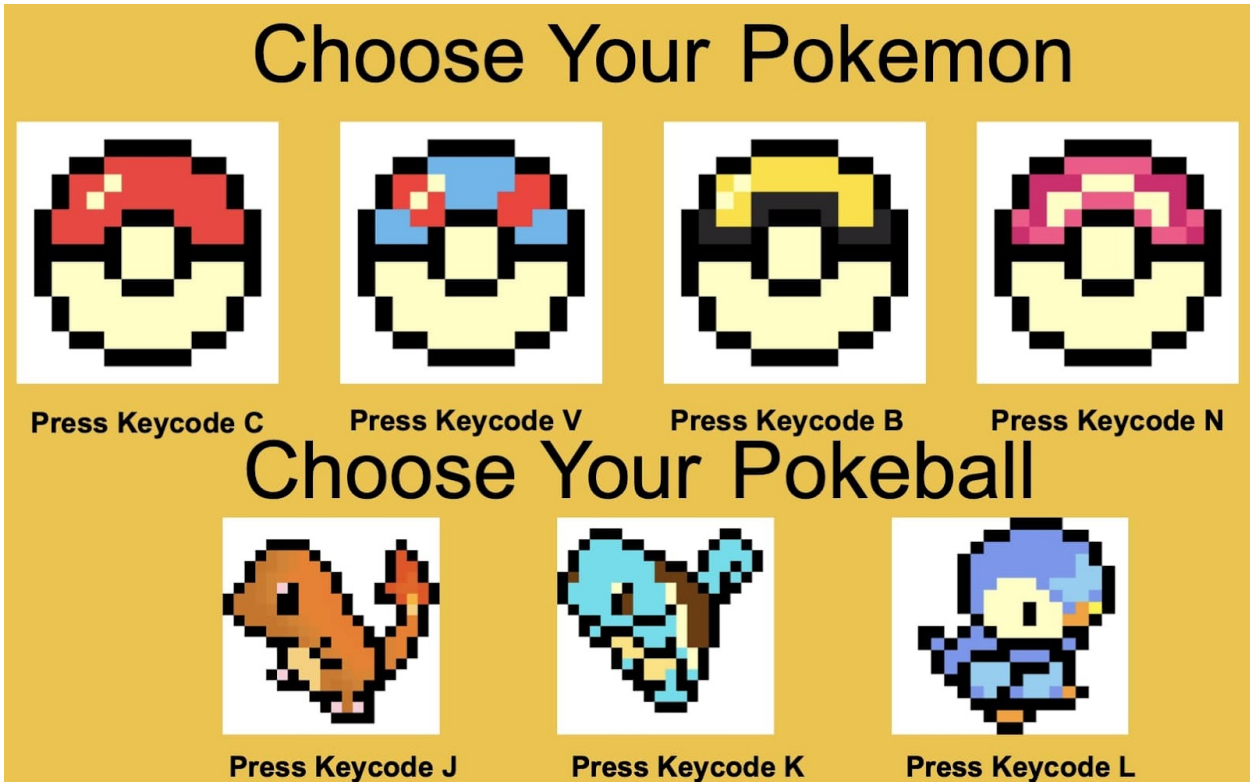 Choose Your Pokemon
Press Keycode C
Press Keycode V
Press Keycode B
Press Keycode N
Choose Your Pokeball
Press Keycode J
Press Keycode K
Press Keycode L